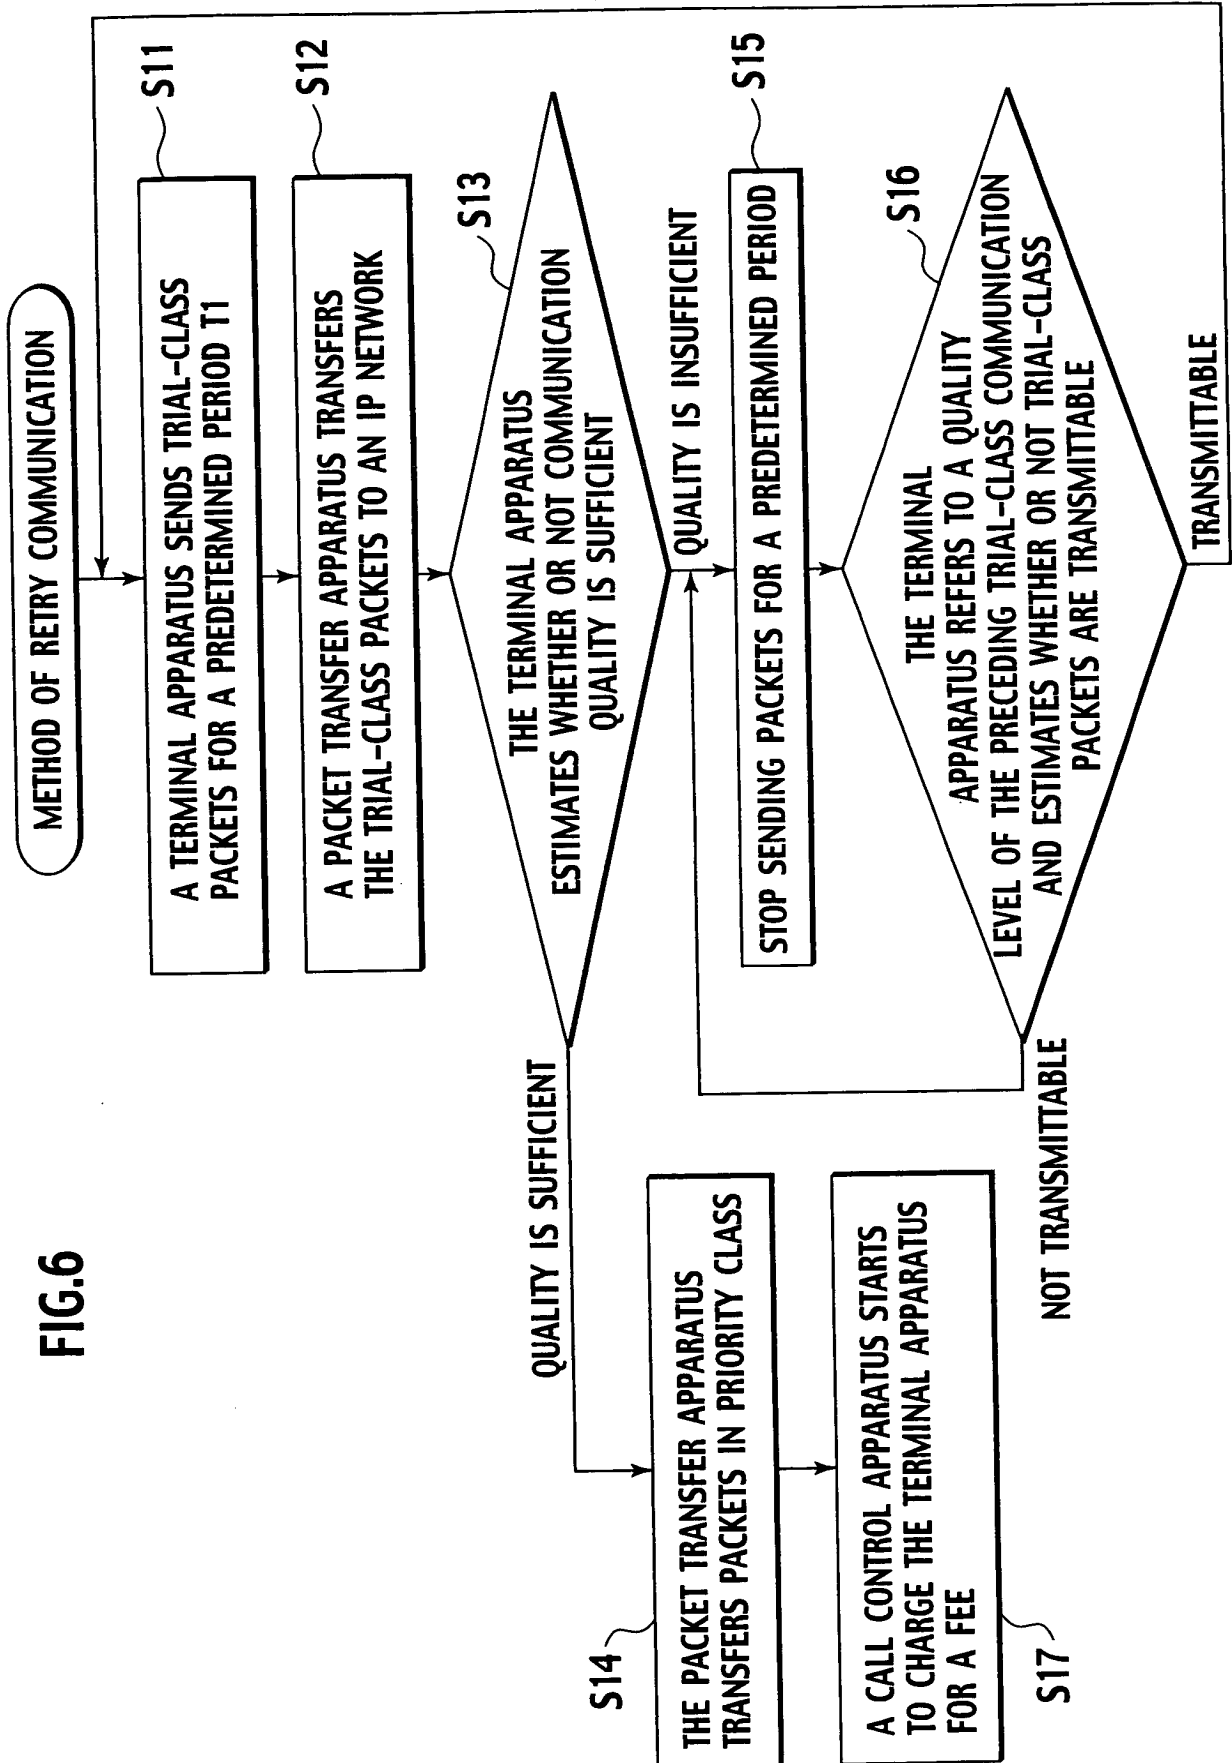 FIG.6
METHOD OF RETRY COMMUNICATION
S11
A TERMINAL APPARATUS SENDS TRIAL-CLASS
PACKETS FOR A PREDETERMINED PERIOD T1
S12
A PACKET TRANSFER APPARATUS TRANSFERS
THE TRIAL-CLASS PACKETS TO AN IP NETWORK
S13
THE TERMINAL APPARATUS
ESTIMATES WHETHER OR NOT COMMUNICATION
QUALITY IS SUFFICIENT
QUALITY IS SUFFICIENT
QUALITY IS INSUFFICIENT
S14
THE PACKET TRANSFER APPARATUS
TRANSFERS PACKETS IN PRIORITY CLASS
S15
STOP SENDING PACKETS FOR A PREDETERMINED PERIOD
S16
THE TERMINAL
APPARATUS REFERS TO A QUALITY
LEVEL OF THE PRECEDING TRIAL-CLASS COMMUNICATION
AND ESTIMATES WHETHER OR NOT TRIAL-CLASS
PACKETS ARE TRANSMITTABLE
NOT TRANSMITTABLE
TRANSMITTABLE
S17
A CALL CONTROL APPARATUS STARTS
TO CHARGE THE TERMINAL APPARATUS
FOR A FEE